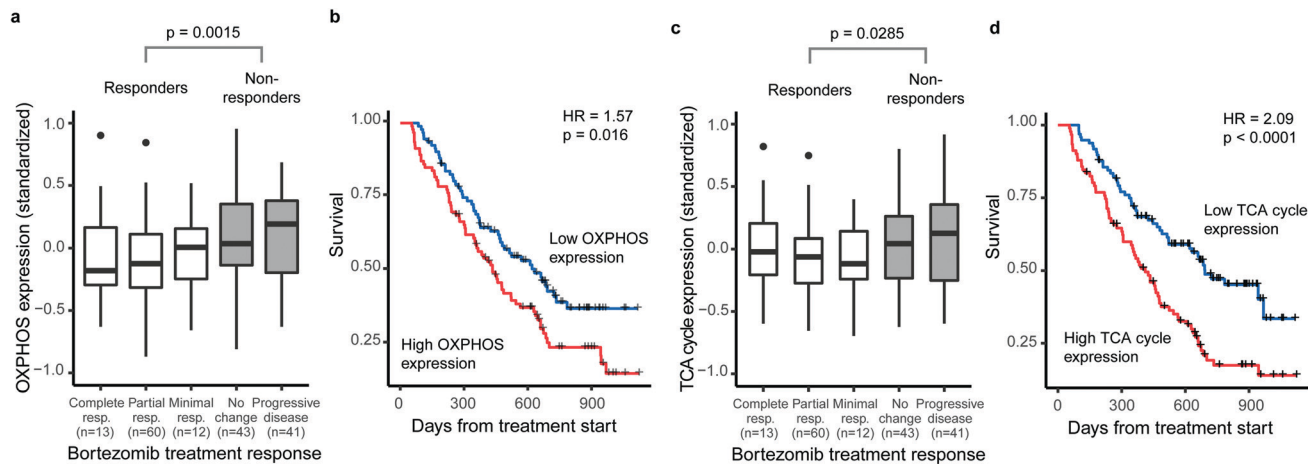 a
p = 0.0015
Responders
Non-
responders
OXPHOS expression (standardized)
1.0
0.5
0.0
−0.5
−1.0
Complete
resp.
(n=13)
Partial
resp.
(n=60)
Minimal
resp.
(n=12)
No
change
(n=43)
Progressive
disease
(n=41)
Bortezomib treatment response
b
HR = 1.57
p = 0.016
Survival
1.00
0.75
0.50
0.25
Low OXPHOS
expression
High OXPHOS
expression
0
300
600
900
Days from treatment start
c
p = 0.0285
Responders
Non-
responders
TCA cycle expression (standardized)
1.0
0.5
0.0
−0.5
−1.0
Complete
resp.
(n=13)
Partial
resp.
(n=60)
Minimal
resp.
(n=12)
No
change
(n=43)
Progressive
disease
(n=41)
Bortezomib treatment response
d
HR = 2.09
p < 0.0001
Survival
1.00
0.75
0.50
0.25
Low TCA cycle
expression
High TCA cycle
expression
0
300
600
900
Days from treatment start